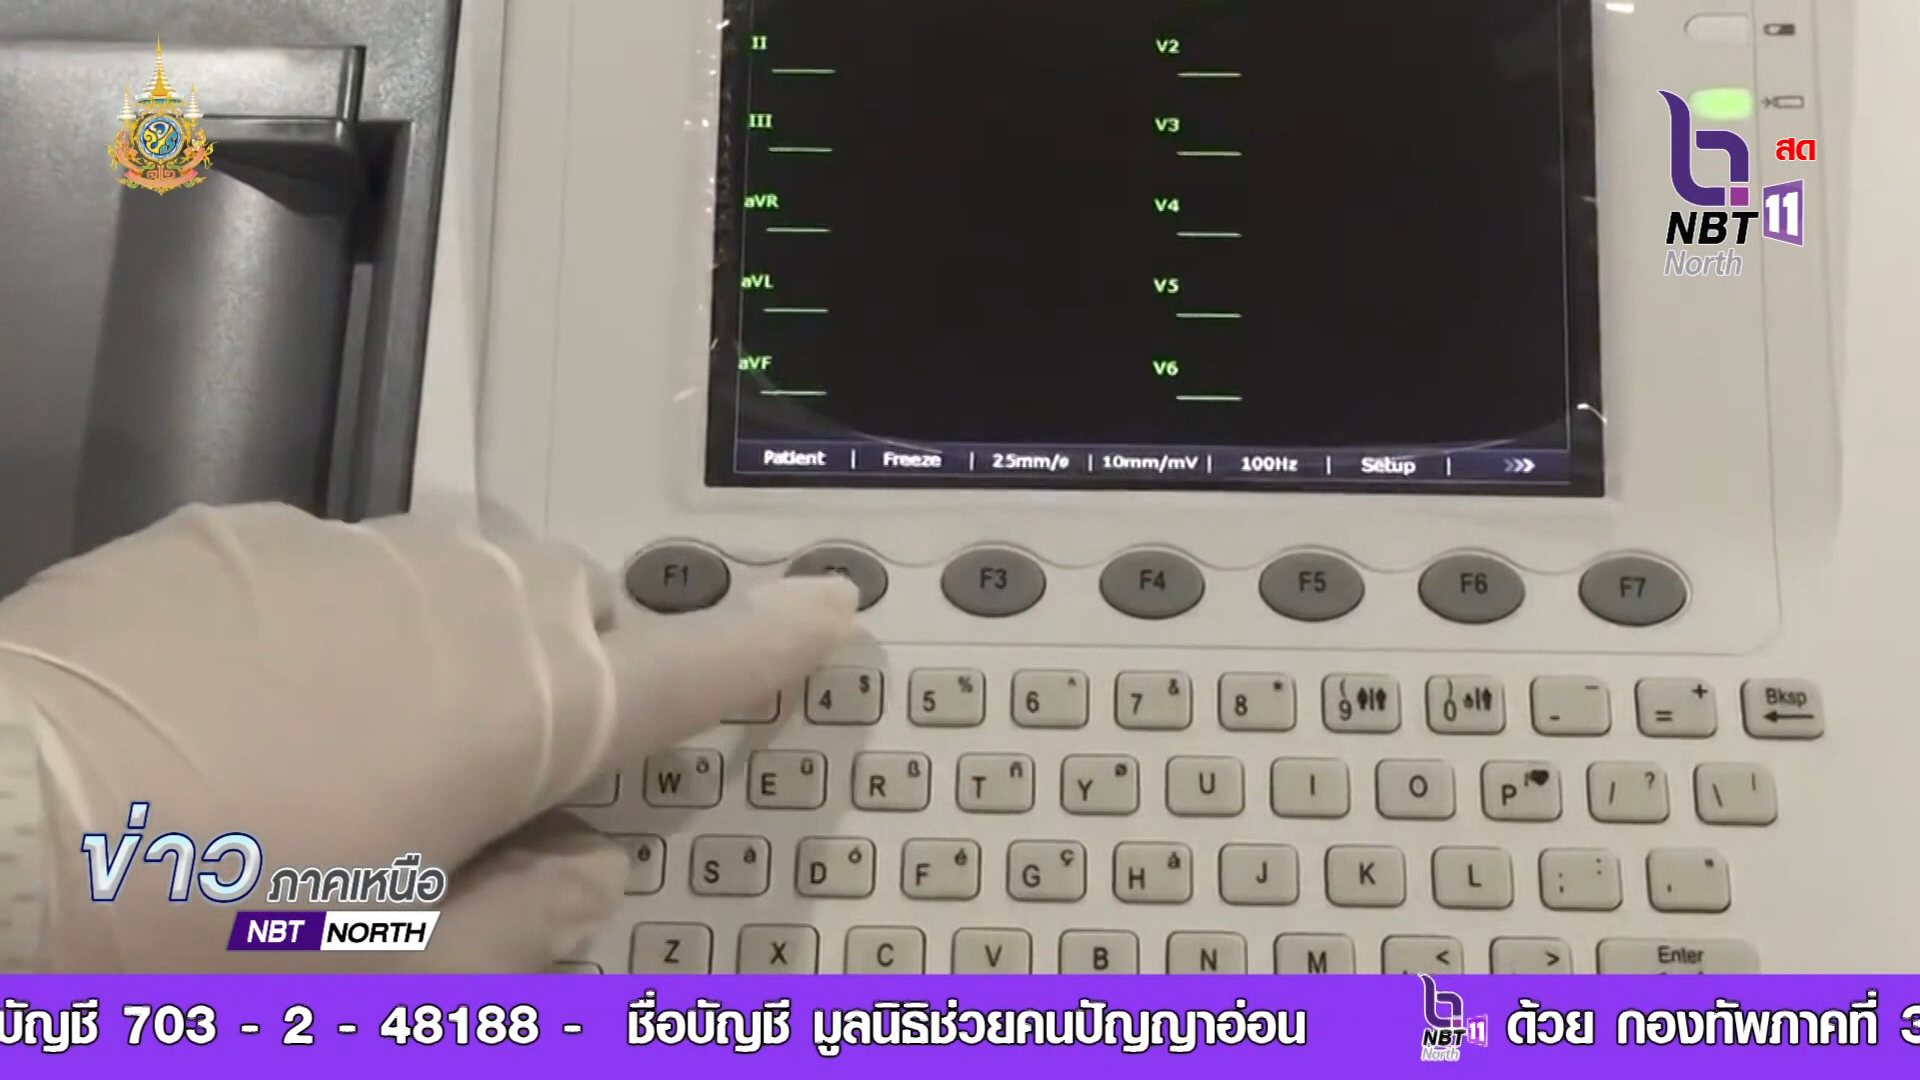 II
V2
III
V3
aVR
V4
aVL
V5
aVF
V6
Patient | Freeze | 25mm/s | 10mm/mV | 100Hz | Setup | >>>
สด
NBT 11
North
F1 F3 F4 F5 F6 F7
4 $ 5 % 6 ^ 7 & 8 * 9 ( 0 ) - _ = + Bksp
W ö E ü R ß T ñ Y ø U I O P / ? \ |
S à D ó F é G ç H å J K L ; : , "
Z X C V B N M < > Enter
ข่าว
ภาคเหนือ
NBT NORTH
บัญชี 703 - 2 - 48188 - ชื่อบัญชี มูลนิธิช่วยคนปัญญาอ่อน NBT 11 North ด้วย กองทัพภาคที่ 3